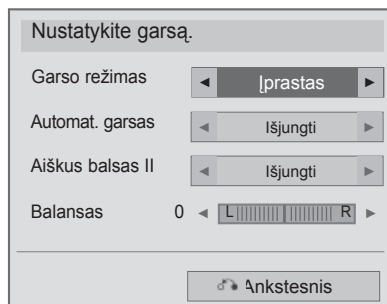 Nustatykite garsą.
Garso režimas ◄ Įprastas ►
Automat. garsas ◄ Išjungti ►
Aiškus balsas II ◄ Išjungti ►
Balansas 0 ◄ L R ►
Ankstesnis